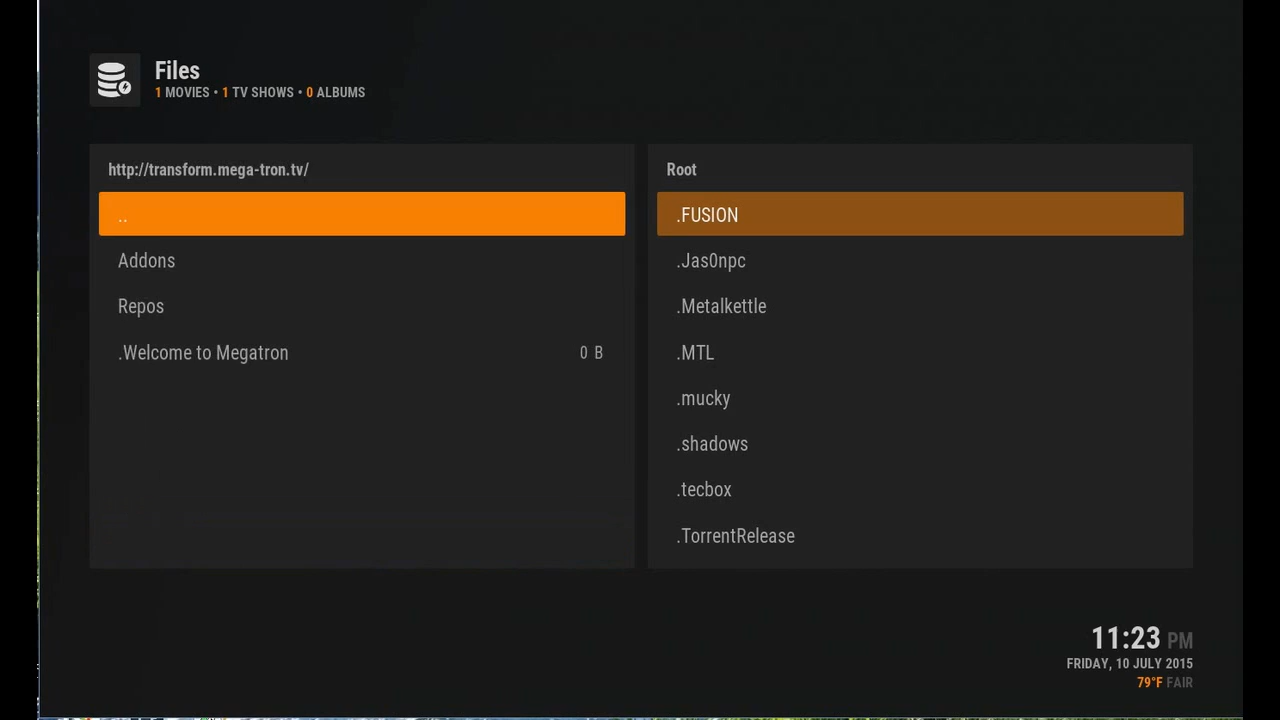 Files
1 MOVIES • 1 TV SHOWS • 0 ALBUMS
http://transform.mega-tron.tv/
..
Addons
Repos
.Welcome to Megatron 0 B
Root
.FUSION
.Jas0npc
.Metalkettle
.MTL
.mucky
.shadows
.tecbox
.TorrentRelease
11:23 PM
FRIDAY, 10 JULY 2015
79°F FAIR